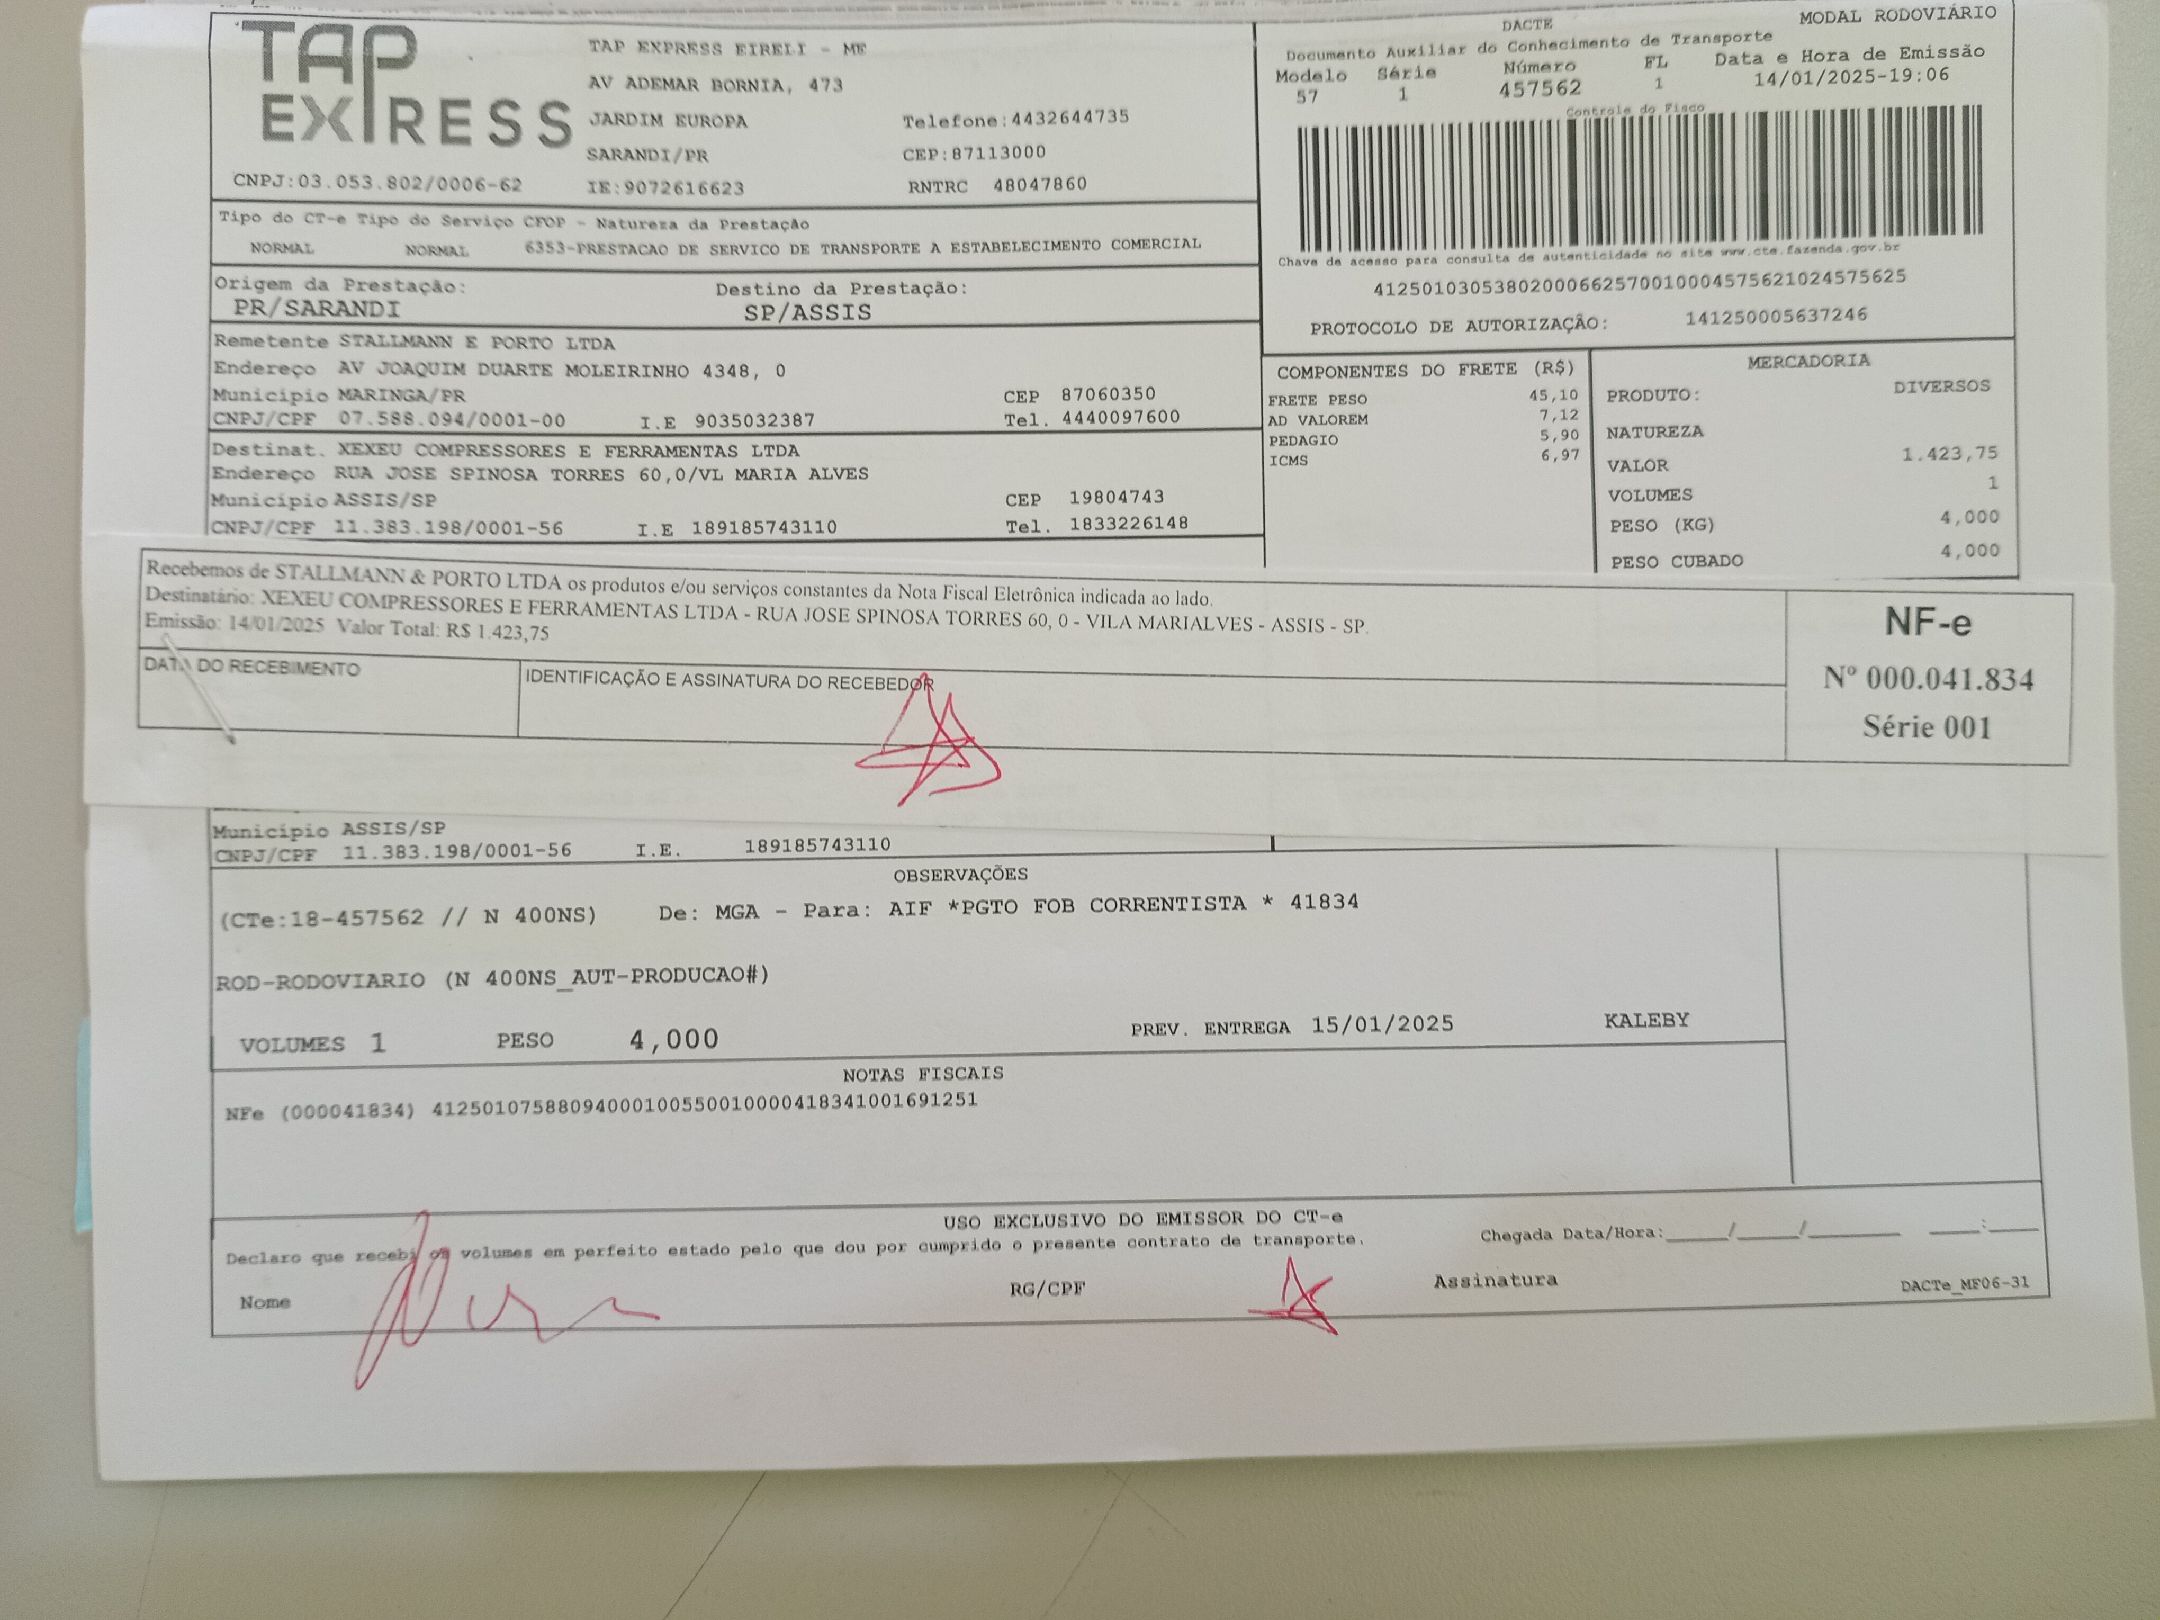 TAP EXPRESS
TAP EXPRESS EIRELI - ME
AV ADEMAR BORNIA, 473
JARDIM EUROPA Telefone:4432644735
SARANDI/PR CEP:87113000
CNPJ:03.053.802/0006-62 IE:9072616623 RNTRC 48047860
DACTE MODAL RODOVIÁRIO
Documento Auxiliar do Conhecimento de Transporte
Modelo Série Número FL Data e Hora de Emissão
57 1 457562 1 14/01/2025-19:06
Controle do Fisco
Chave de acesso para consulta de autenticidade no site www.cte.fazenda.gov.br
41250103053802000662570010004575621024575625
PROTOCOLO DE AUTORIZAÇÃO: 141250005637246
Tipo do CT-e Tipo do Serviço CFOP - Natureza da Prestação
NORMAL NORMAL 6353-PRESTACAO DE SERVICO DE TRANSPORTE A ESTABELECIMENTO COMERCIAL
Origem da Prestação: Destino da Prestação:
PR/SARANDI SP/ASSIS
Remetente STALLMANN E PORTO LTDA
Endereço AV JOAQUIM DUARTE MOLEIRINHO 4348, 0
Município MARINGA/PR CEP 87060350
CNPJ/CPF 07.588.094/0001-00 I.E 9035032387 Tel. 4440097600
Destinat. XEXEU COMPRESSORES E FERRAMENTAS LTDA
Endereço RUA JOSE SPINOSA TORRES 60,0/VL MARIA ALVES
Município ASSIS/SP CEP 19804743
CNPJ/CPF 11.383.198/0001-56 I.E 189185743110 Tel. 1833226148
COMPONENTES DO FRETE (R$)
FRETE PESO 45,10
AD VALOREM 7,12
PEDAGIO 5,90
ICMS 6,97
MERCADORIA
PRODUTO: DIVERSOS
NATUREZA
VALOR 1.423,75
VOLUMES 1
PESO (KG) 4,000
PESO CUBADO 4,000
Recebemos de STALLMANN & PORTO LTDA os produtos e/ou serviços constantes da Nota Fiscal Eletrônica indicada ao lado.
Destinatário: XEXEU COMPRESSORES E FERRAMENTAS LTDA - RUA JOSE SPINOSA TORRES 60, 0 - VILA MARIALVES - ASSIS - SP.
Emissão: 14/01/2025 Valor Total: R$ 1.423,75
DATA DO RECEBIMENTO IDENTIFICAÇÃO E ASSINATURA DO RECEBEDOR
NF-e
Nº 000.041.834
Série 001
Município ASSIS/SP
CNPJ/CPF 11.383.198/0001-56 I.E. 189185743110
OBSERVAÇÕES
(CTe:18-457562 // N 400NS) De: MGA - Para: AIF *PGTO FOB CORRENTISTA * 41834
ROD-RODOVIARIO (N 400NS_AUT-PRODUCAO#)
VOLUMES 1 PESO 4,000 PREV. ENTREGA 15/01/2025 KALEBY
NOTAS FISCAIS
NFe (000041834) 41250107588094000100550010000418341001691251
USO EXCLUSIVO DO EMISSOR DO CT-e
Declaro que recebi os volumes em perfeito estado pelo que dou por cumprido o presente contrato de transporte. Chegada Data/Hora:____/____/______ ____:____
Nome RG/CPF Assinatura DACTe_MF06-31